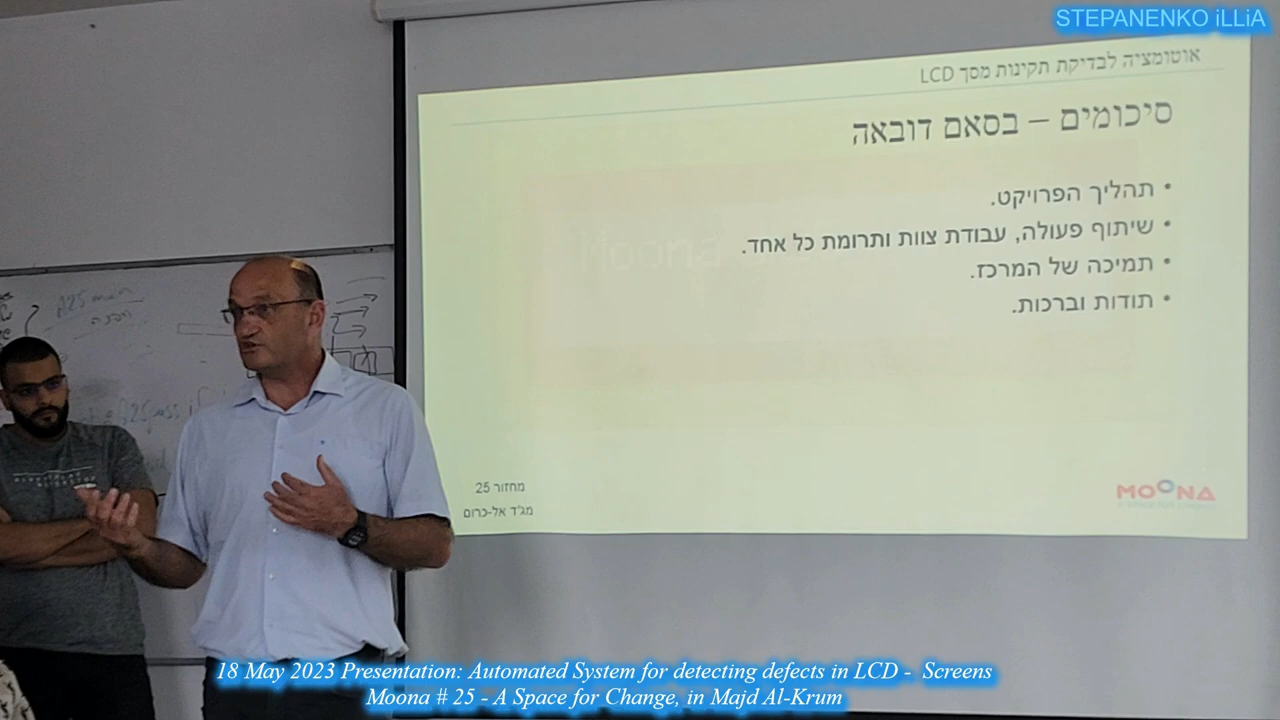 STEPANENKO iLLiA
אוטומציה לבדיקת תקינות מסך LCD
סיכומים – בסאם דובאה
• תהליך הפרויקט.
• שיתוף פעולה, עבודת צוות ותרומת כל אחד.
• תמיכה של המרכז.
• תודות וברכות.
Moona
מחזור 25
מג'ד אל-כרום
MOONA
18 May 2023 Presentation: Automated System for detecting defects in LCD - Screens
Moona # 25 - A Space for Change, in Majd Al-Krum